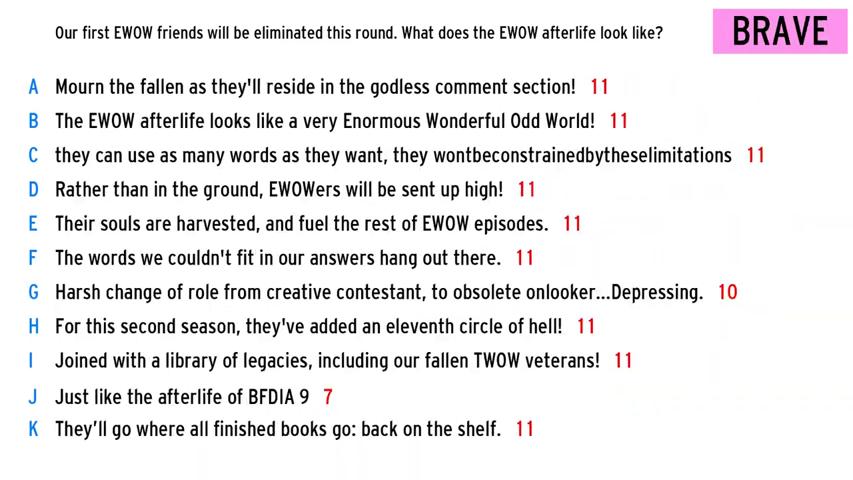 Our first EWOW friends will be eliminated this round. What does the EWOW afterlife look like?
BRAVE
A Mourn the fallen as they'll reside in the godless comment section! 11
B The EWOW afterlife looks like a very Enormous Wonderful Odd World! 11
C they can use as many words as they want, they wontbeconstrainedbytheselimitations 11
D Rather than in the ground, EWOWers will be sent up high! 11
E Their souls are harvested, and fuel the rest of EWOW episodes. 11
F The words we couldn't fit in our answers hang out there. 11
G Harsh change of role from creative contestant, to obsolete onlooker...Depressing. 10
H For this second season, they've added an eleventh circle of hell! 11
I Joined with a library of legacies, including our fallen TWOW veterans! 11
J Just like the afterlife of BFDIA 9 7
K They’ll go where all finished books go: back on the shelf. 11